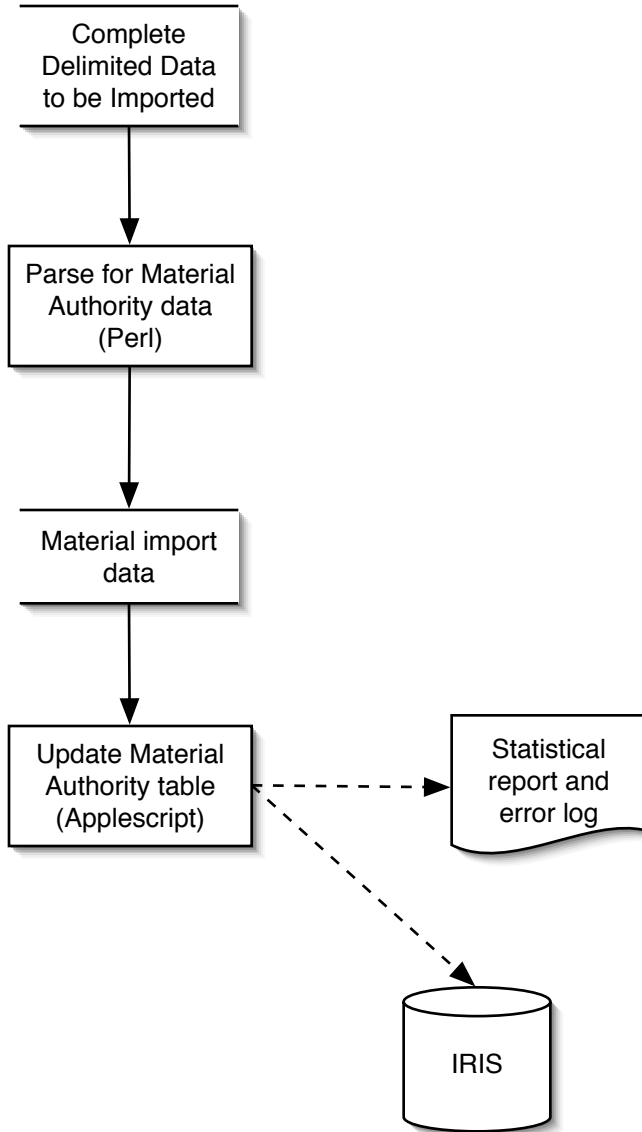 Complete
Delimited Data
to be Imported
Parse for Material
Authority data
(Perl)
Material import
data
Update Material
Authority table
(Applescript)
Statistical
report and
error log
IRIS